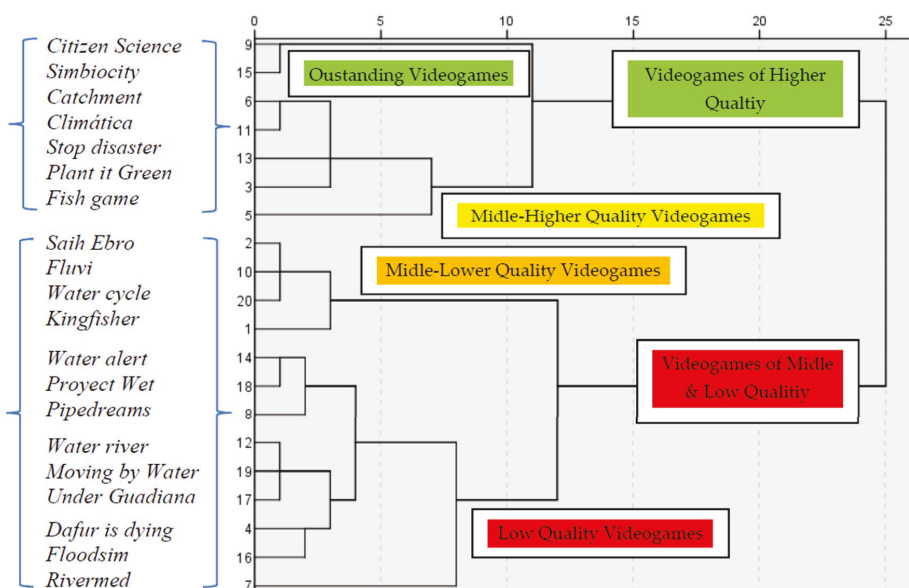 0 5 10 15 20 25
Citizen Science
Simbiocity
Catchment
Climática
Stop disaster
Plant it Green
Fish game
Saih Ebro
Fluvi
Water cycle
Kingfisher
Water alert
Proyect Wet
Pipedreams
Water river
Moving by Water
Under Guadiana
Dafur is dying
Floodsim
Rivermed
9
15
6
11
13
3
5
2
10
20
1
14
18
8
12
19
17
4
16
7
Oustanding Videogames
Videogames of Higher
Qualtiy
Midle-Higher Quality Videogames
Midle-Lower Quality Videogames
Videogames of Midle
& Low Qualitiy
Low Quality Videogames